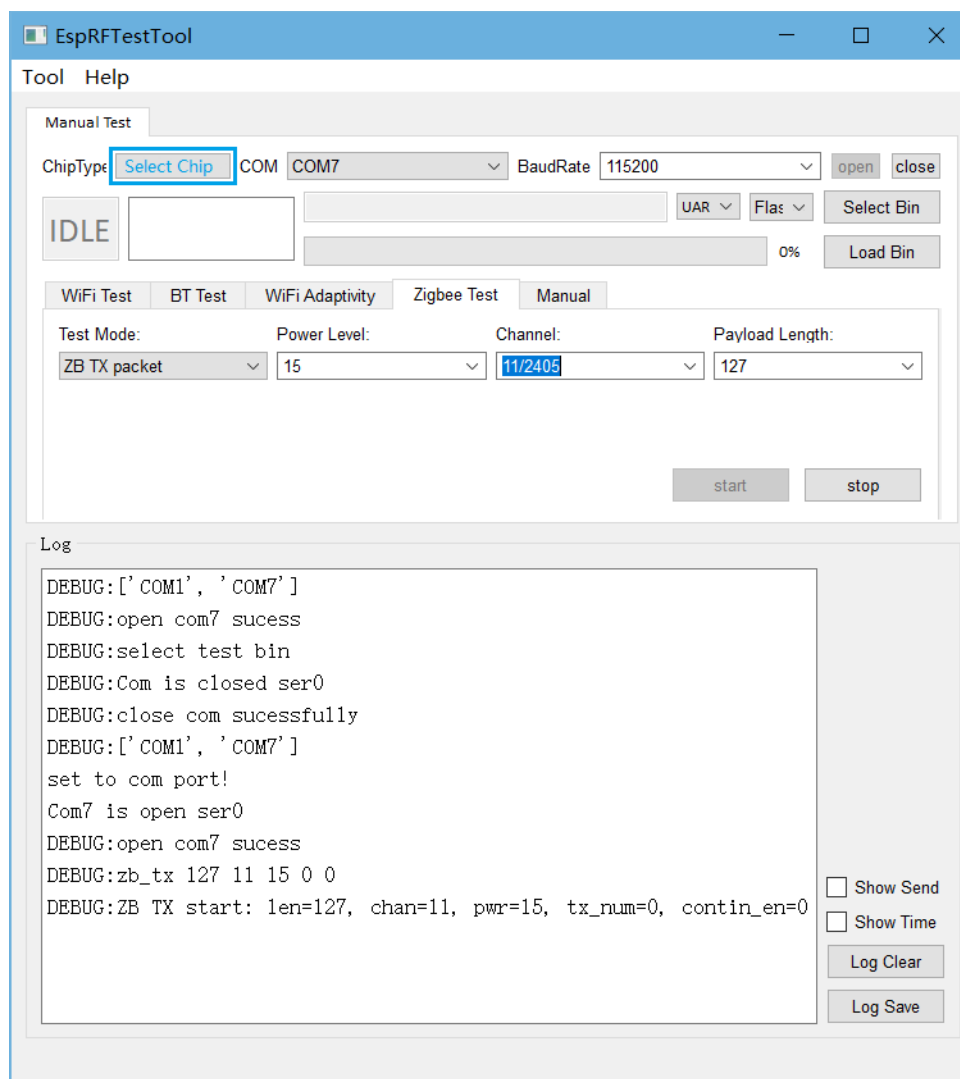 EspRFTestTool
Tool Help
Manual Test
ChipType Select Chip COM COM7 BaudRate 115200 open close
IDLE UAR Flas Select Bin
0% Load Bin
WiFi Test BT Test WiFi Adaptivity Zigbee Test Manual
Test Mode: Power Level: Channel: Payload Length:
ZB TX packet 15 11/2405 127
start stop
Log
DEBUG:['COM1', 'COM7']
DEBUG:open com7 sucess
DEBUG:select test bin
DEBUG:Com is closed ser0
DEBUG:close com sucessfully
DEBUG:['COM1', 'COM7']
set to com port!
Com7 is open ser0
DEBUG:open com7 sucess
DEBUG:zb_tx 127 11 15 0 0
DEBUG:ZB TX start: len=127, chan=11, pwr=15, tx_num=0, contin_en=0
Show Send
Show Time
Log Clear
Log Save